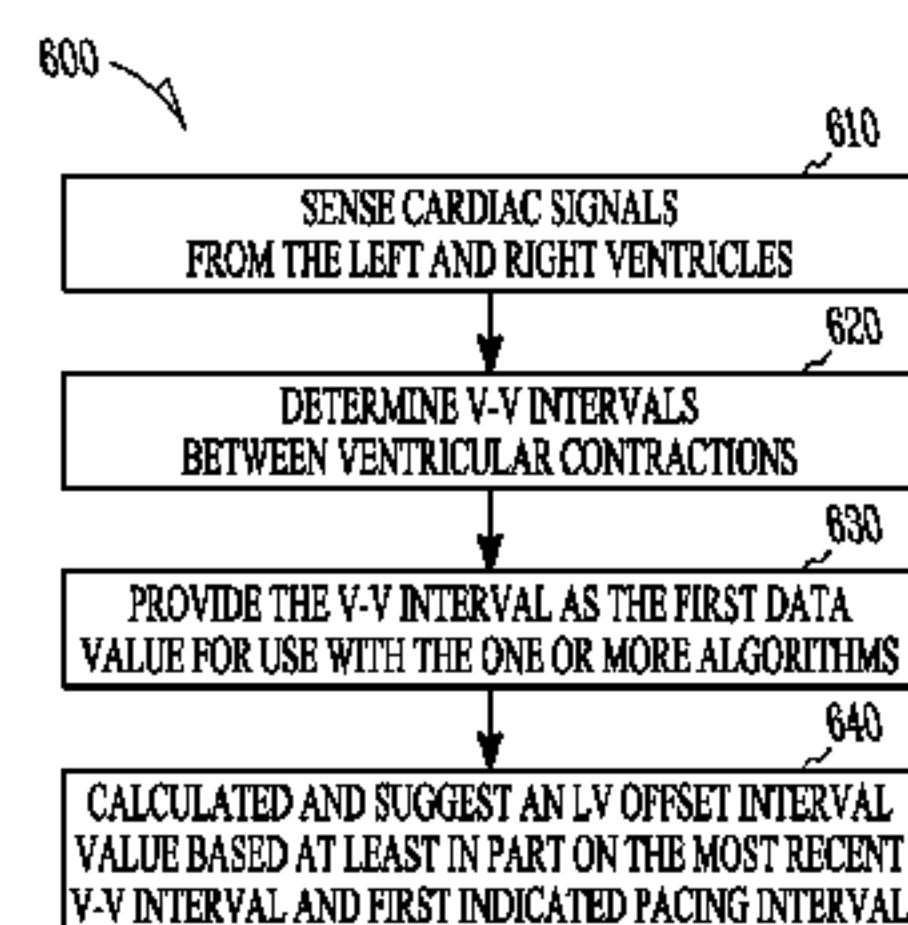 600
610
SENSE CARDIAC SIGNALS
FROM THE LEFT AND RIGHT VENTRICLES
620
DETERMINE V-V INTERVALS
BETWEEN VENTRICULAR CONTRACTIONS
630
PROVIDE THE V-V INTERVAL AS THE FIRST DATA
VALUE FOR USE WITH THE ONE OR MORE ALGORITHMS
640
CALCULATED AND SUGGEST AN LV OFFSET INTERVAL
VALUE BASED AT LEAST IN PART ON THE MOST RECENT
V-V INTERVAL AND FIRST INDICATED PACING INTERVAL